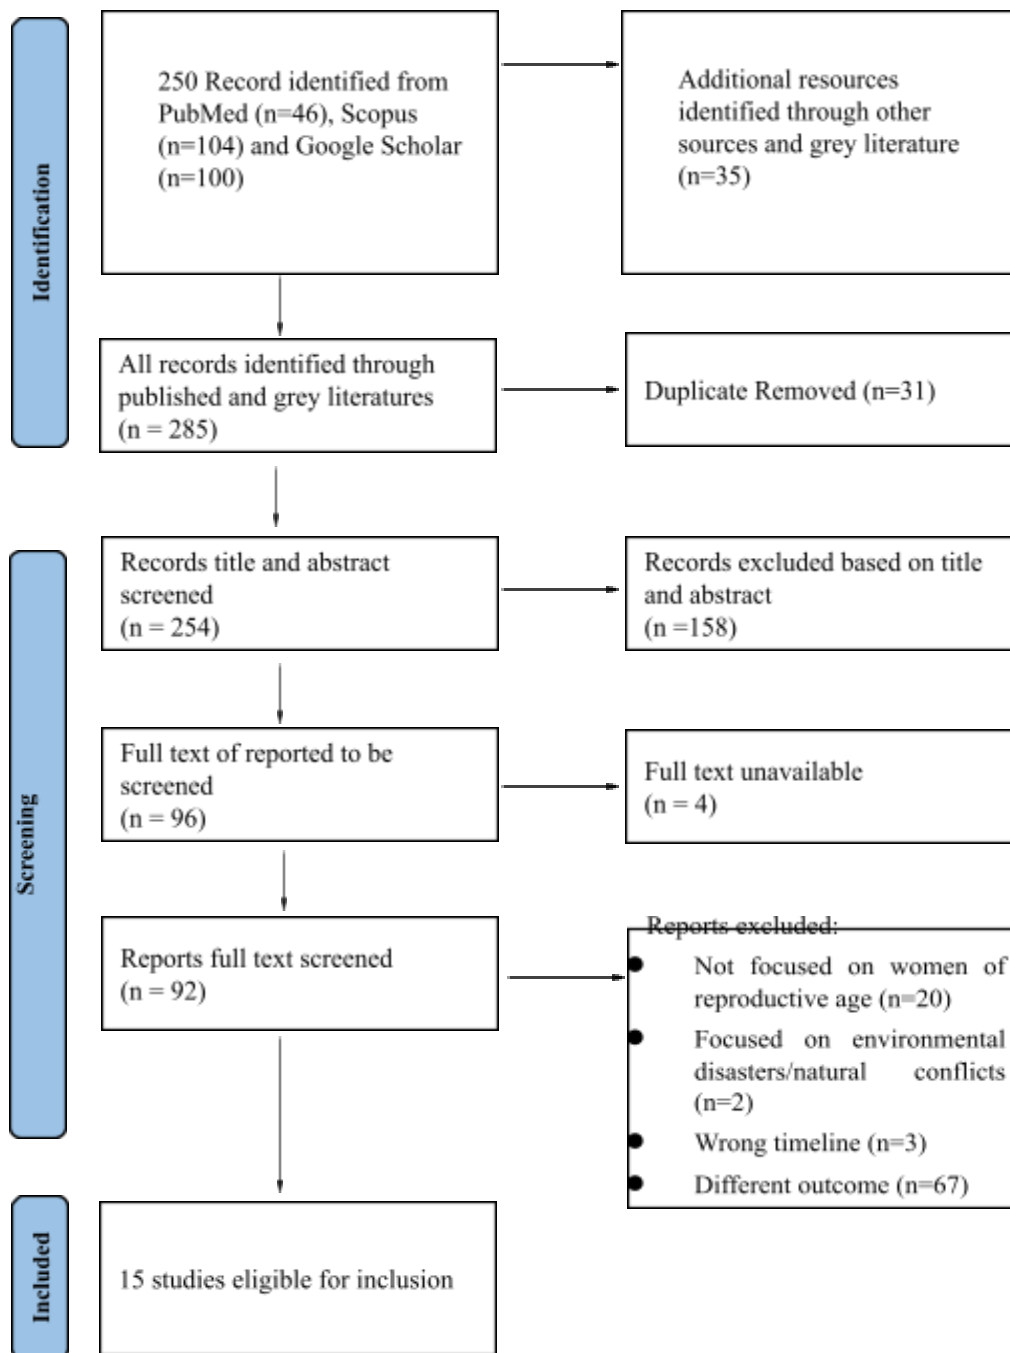 Identification
250 Record identified from
PubMed (n=46), Scopus
(n=104) and Google Scholar
(n=100)
Additional resources
identified through other
sources and grey literature
(n=35)
All records identified through
published and grey literatures
(n = 285)
Duplicate Removed (n=31)
Screening
Records title and abstract
screened
(n = 254)
Records excluded based on title
and abstract
(n =158)
Full text of reported to be
screened
(n = 96)
Full text unavailable
(n = 4)
Reports full text screened
(n = 92)
Reports excluded:
● Not focused on women of
reproductive age (n=20)
● Focused on environmental
disasters/natural conflicts
(n=2)
● Wrong timeline (n=3)
● Different outcome (n=67)
Included
15 studies eligible for inclusion